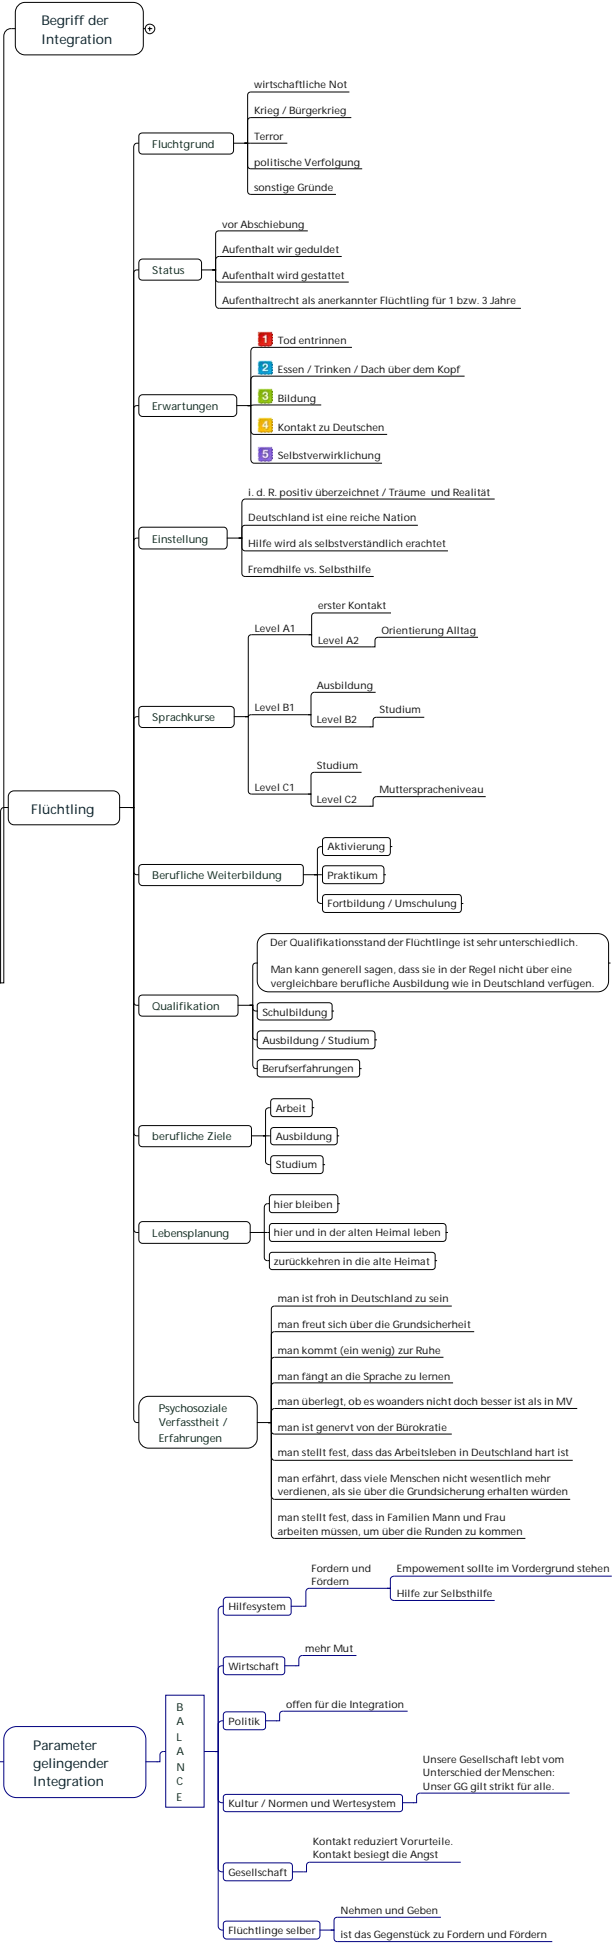 Begriff der
Integration
Flüchtling
Fluchtgrund
wirtschaftliche Not
Krieg / Bürgerkrieg
Terror
politische Verfolgung
sonstige Gründe
Status
vor Abschiebung
Aufenthalt wir geduldet
Aufenthalt wird gestattet
Aufenthaltrecht als anerkannter Flüchtling für 1 bzw. 3 Jahre
Erwartungen
1 Tod entrinnen
2 Essen / Trinken / Dach über dem Kopf
3 Bildung
4 Kontakt zu Deutschen
5 Selbstverwirklichung
Einstellung
i. d. R. positiv überzeichnet / Träume und Realität
Deutschland ist eine reiche Nation
Hilfe wird als selbstverständlich erachtet
Fremdhilfe vs. Selbsthilfe
Sprachkurse
Level A1
erster Kontakt
Level A2
Orientierung Alltag
Level B1
Ausbildung
Level B2
Studium
Level C1
Studium
Level C2
Mutterspracheniveau
Berufliche Weiterbildung
Aktivierung
Praktikum
Fortbildung / Umschulung
Qualifikation
Der Qualifikationsstand der Flüchtlinge ist sehr unterschiedlich.
Man kann generell sagen, dass sie in der Regel nicht über eine
vergleichbare berufliche Ausbildung wie in Deutschland verfügen.
Schulbildung
Ausbildung / Studium
Berufserfahrungen
berufliche Ziele
Arbeit
Ausbildung
Studium
Lebensplanung
hier bleiben
hier und in der alten Heimal leben
zurückkehren in die alte Heimat
Psychosoziale
Verfasstheit /
Erfahrungen
man ist froh in Deutschland zu sein
man freut sich über die Grundsicherheit
man kommt (ein wenig) zur Ruhe
man fängt an die Sprache zu lernen
man überlegt, ob es woanders nicht doch besser ist als in MV
man ist genervt von der Bürokratie
man stellt fest, dass das Arbeitsleben in Deutschland hart ist
man erfährt, dass viele Menschen nicht wesentlich mehr
verdienen, als sie über die Grundsicherung erhalten würden
man stellt fest, dass in Familien Mann und Frau
arbeiten müssen, um über die Runden zu kommen
Parameter
gelingender
Integration
B
A
L
A
N
C
E
Hilfesystem
Fordern und
Fördern
Empowement sollte im Vordergrund stehen
Hilfe zur Selbsthilfe
Wirtschaft
mehr Mut
Politik
offen für die Integration
Kultur / Normen und Wertesystem
Unsere Gesellschaft lebt vom
Unterschied der Menschen:
Unser GG gilt strikt für alle.
Gesellschaft
Kontakt reduziert Vorurteile.
Kontakt besiegt die Angst
Flüchtlinge selber
Nehmen und Geben
ist das Gegenstück zu Fordern und Fördern